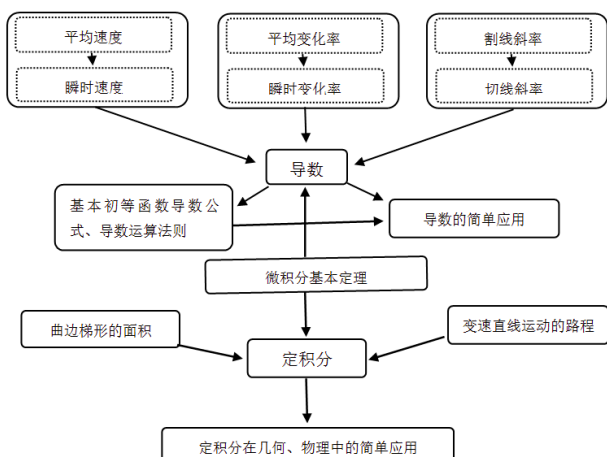 平均速度
平均变化率
割线斜率
瞬时速度
瞬时变化率
切线斜率
导数
基本初等函数导数公
式、导数运算法则
导数的简单应用
微积分基本定理
曲边梯形的面积
变速直线运动的路程
定积分
定积分在几何、物理中的简单应用